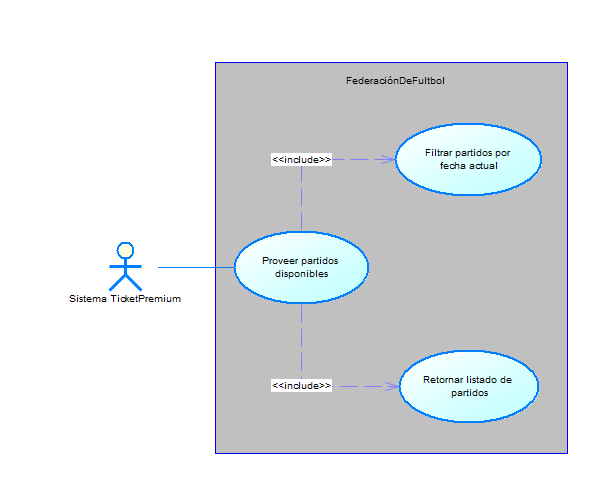 FederaciónDeFultbol
<<include>>
Filtrar partidos por
fecha actual
Proveer partidos
disponibles
Sistema TicketPremium
<<include>>
Retornar listado de
partidos